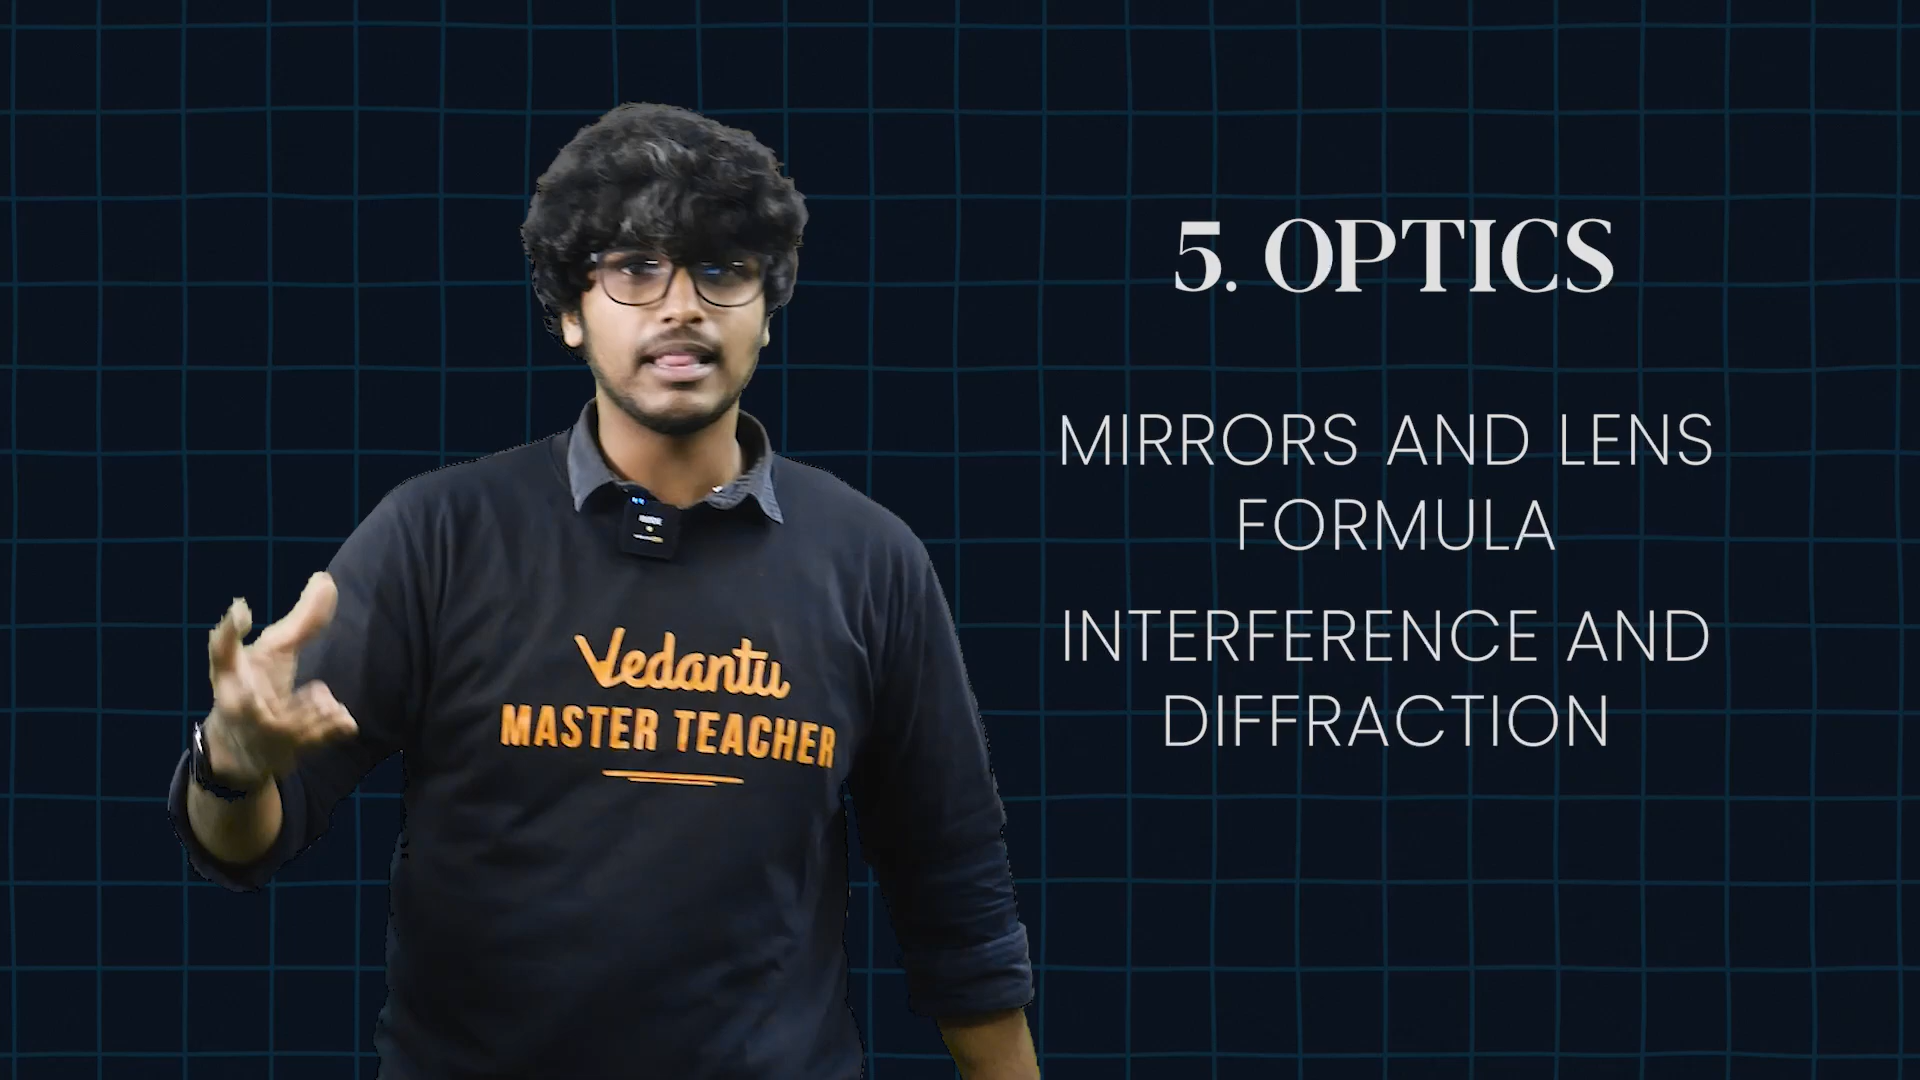 5. OPTICS
MIRRORS AND LENS
FORMULA
INTERFERENCE AND
DIFFRACTION
Vedantu
MASTER TEACHER